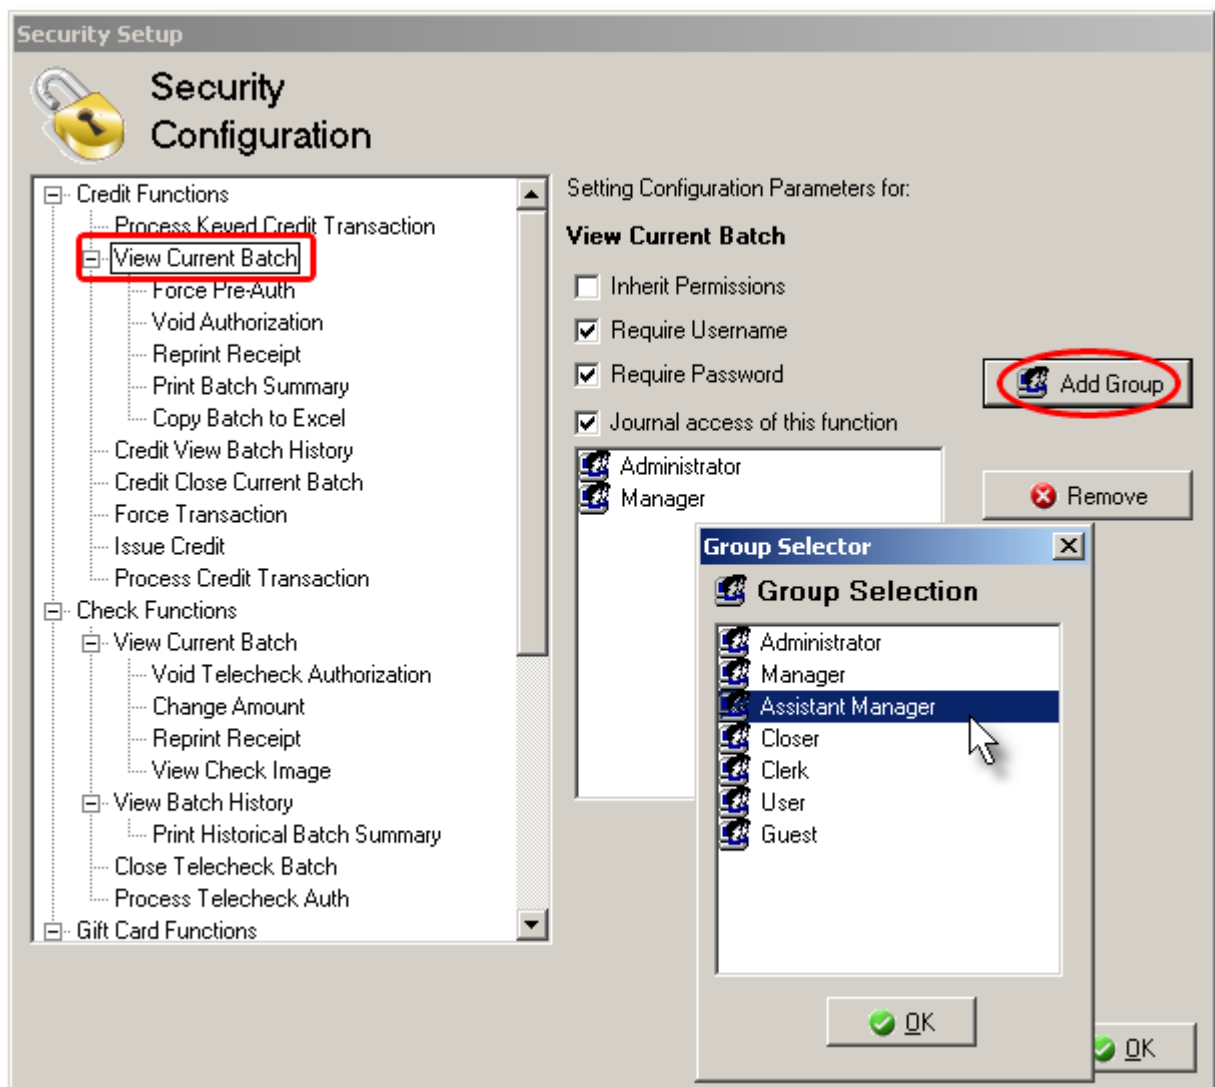 Security Setup
Security
Configuration
Credit Functions
Process Keyed Credit Transaction
View Current Batch
Force Pre-Auth
Void Authorization
Reprint Receipt
Print Batch Summary
Copy Batch to Excel
Credit View Batch History
Credit Close Current Batch
Force Transaction
Issue Credit
Process Credit Transaction
Check Functions
View Current Batch
Void Telecheck Authorization
Change Amount
Reprint Receipt
View Check Image
View Batch History
Print Historical Batch Summary
Close Telecheck Batch
Process Telecheck Auth
Gift Card Functions
Setting Configuration Parameters for:
View Current Batch
Inherit Permissions
Require Username
Require Password
Journal access of this function
Administrator
Manager
Add Group
Remove
Group Selector
Group Selection
Administrator
Manager
Assistant Manager
Closer
Clerk
User
Guest
OK
OK